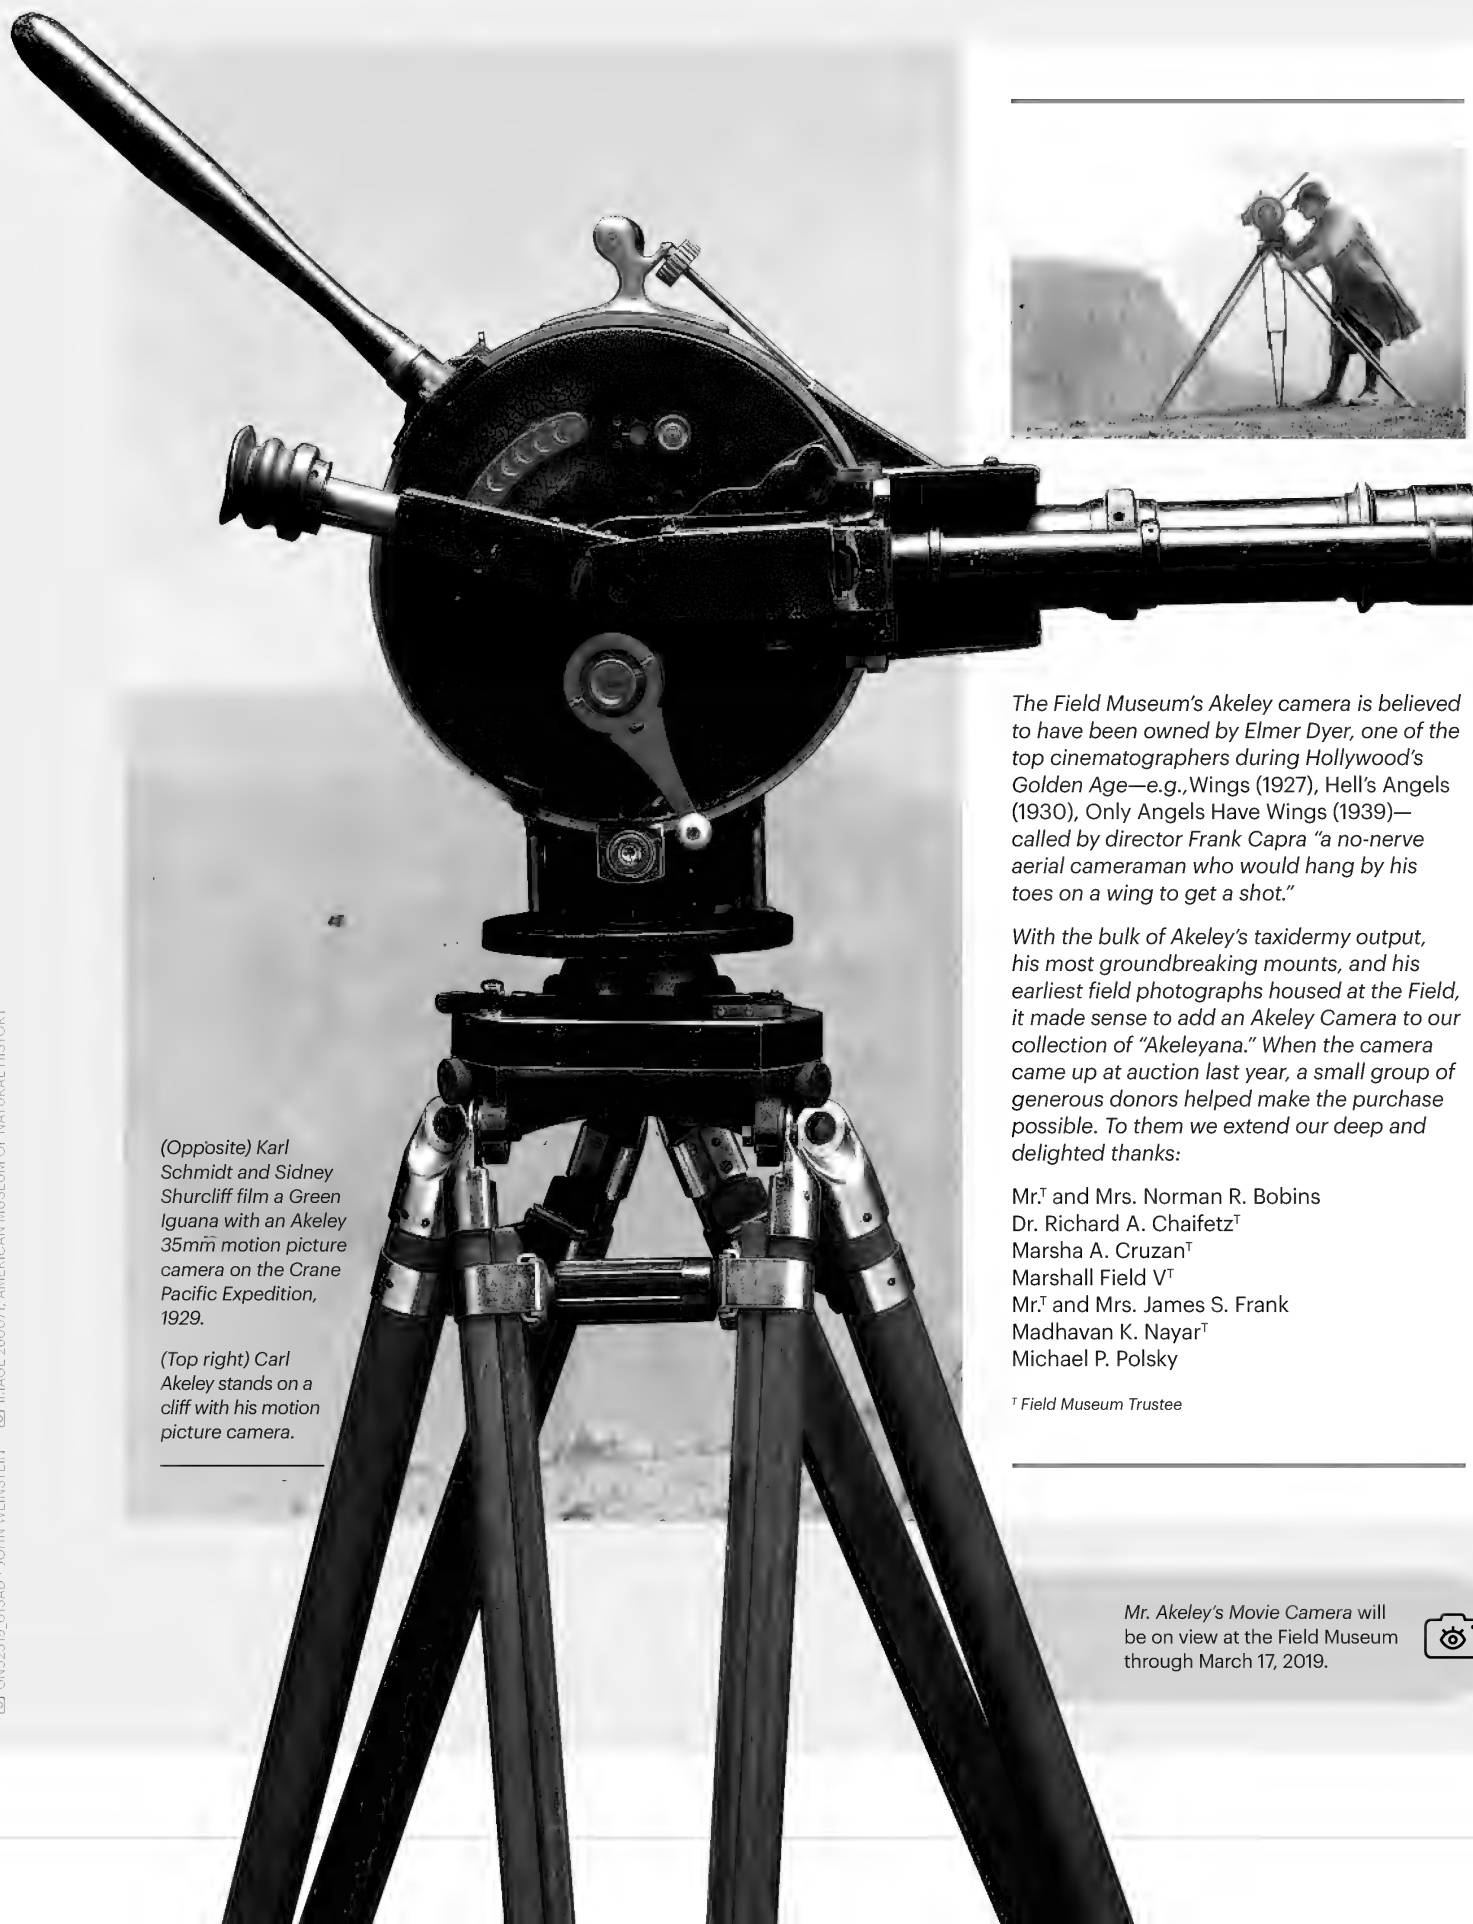 The Field Museum’s Akeley camera is believed
to have been owned by Elmer Dyer, one of the
top cinematographers during Hollywood’s
Golden Age—e.g.,Wings (1927), Hell’s Angels
(1930), Only Angels Have Wings (1939)—
called by director Frank Capra “a no-nerve
aerial cameraman who would hang by his
toes on a wing to get a shot.”
With the bulk of Akeley’s taxidermy output,
his most groundbreaking mounts, and his
earliest field photographs housed at the Field,
it made sense to add an Akeley Camera to our
collection of “Akeleyana.” When the camera
came up at auction last year, a small group of
generous donors helped make the purchase
possible. To them we extend our deep and
delighted thanks:
Mr.ᵀ and Mrs. Norman R. Bobins
Dr. Richard A. Chaifetzᵀ
Marsha A. Cruzanᵀ
Marshall Field Vᵀ
Mr.ᵀ and Mrs. James S. Frank
Madhavan K. Nayarᵀ
Michael P. Polsky
ᵀ Field Museum Trustee
(Opposite) Karl
Schmidt and Sidney
Shurcliff film a Green
Iguana with an Akeley
35mm motion picture
camera on the Crane
Pacific Expedition,
1929.
(Top right) Carl
Akeley stands on a
cliff with his motion
picture camera.
Mr. Akeley’s Movie Camera will
be on view at the Field Museum
through March 17, 2019.